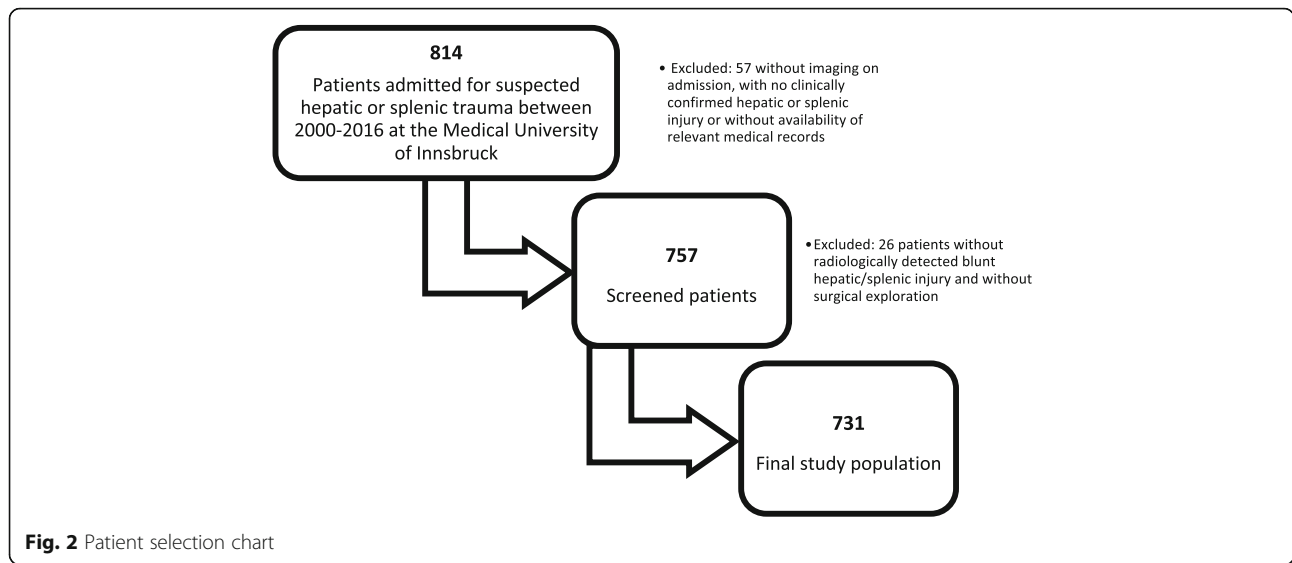 814
Patients admitted for suspected
hepatic or splenic trauma between
2000-2016 at the Medical University
of Innsbruck
• Excluded: 57 without imaging on
admission, with no clinically
confirmed hepatic or splenic
injury or without availability of
relevant medical records
757
Screened patients
•Excluded: 26 patients without
radiologically detected blunt
hepatic/splenic injury and without
surgical exploration
731
Final study population
Fig. 2 Patient selection chart